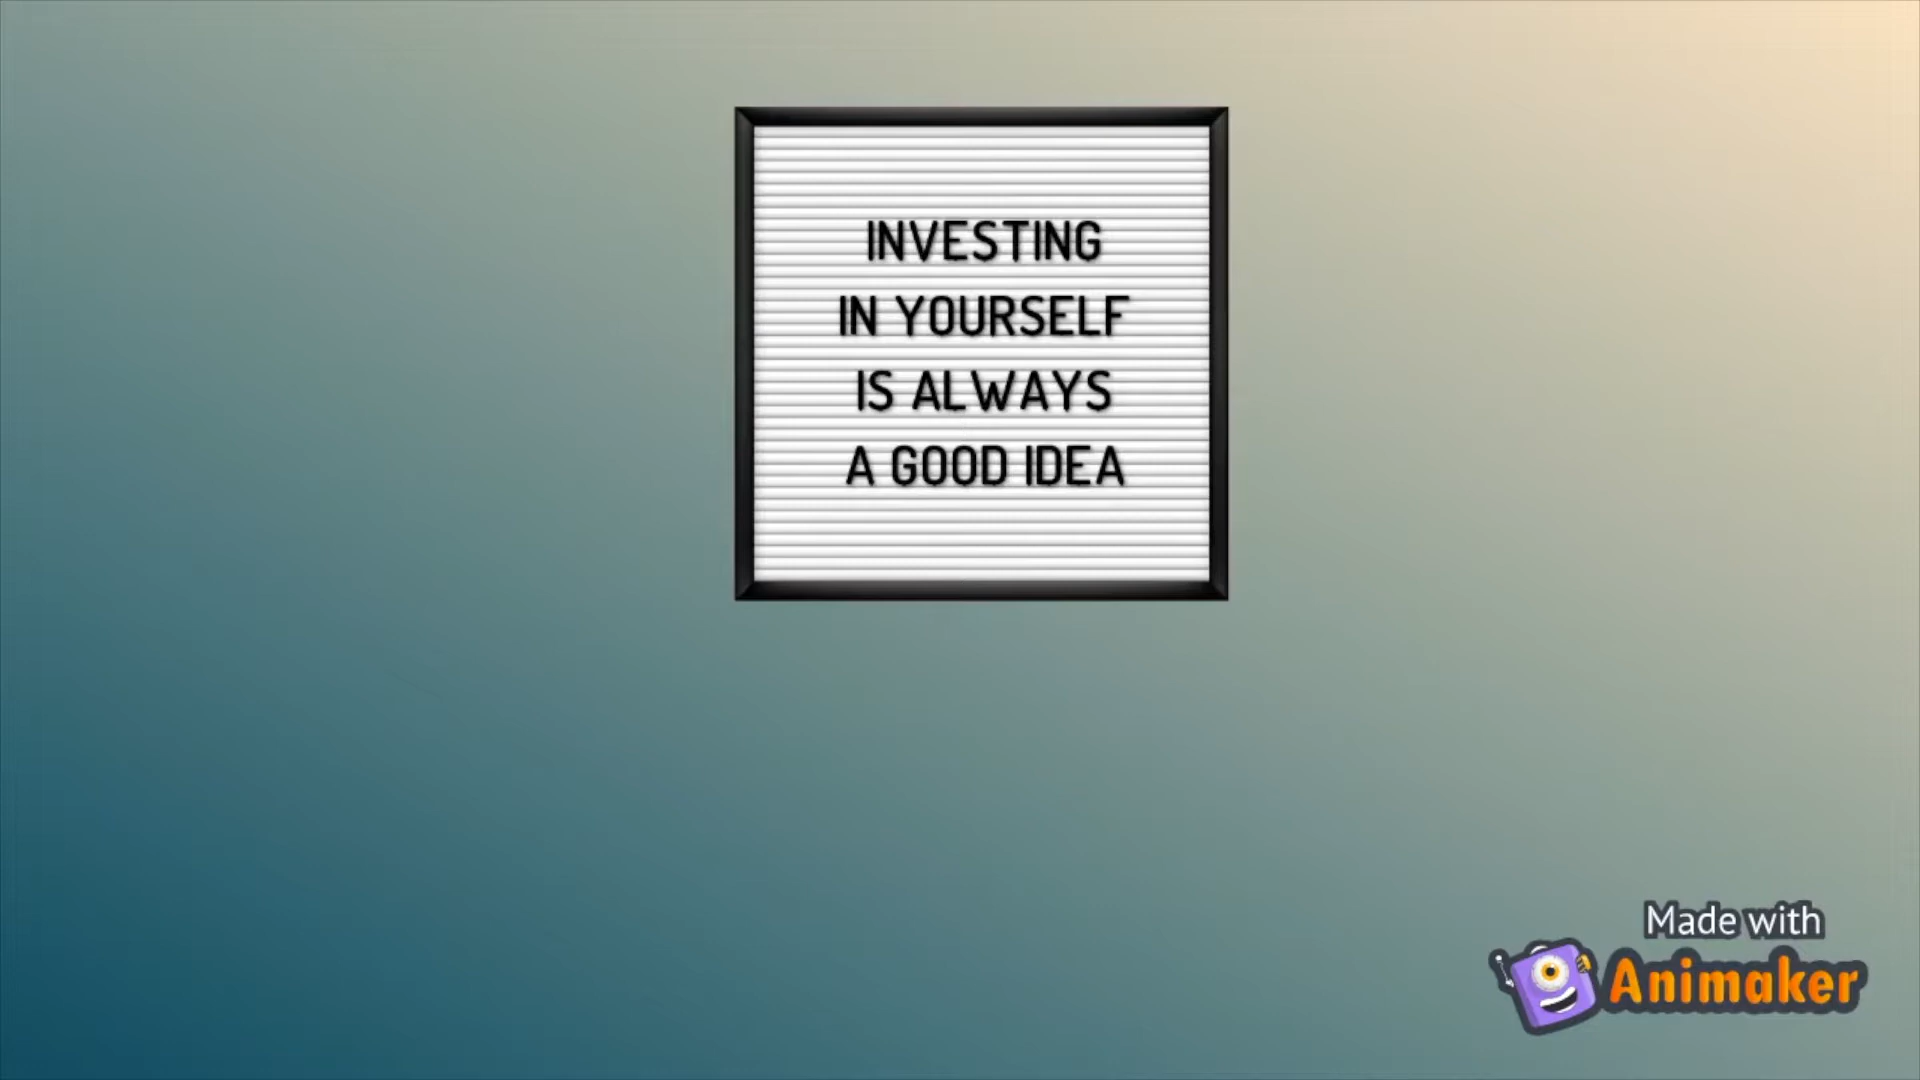 INVESTING
IN YOURSELF
IS ALWAYS
A GOOD IDEA
Made with
Animaker